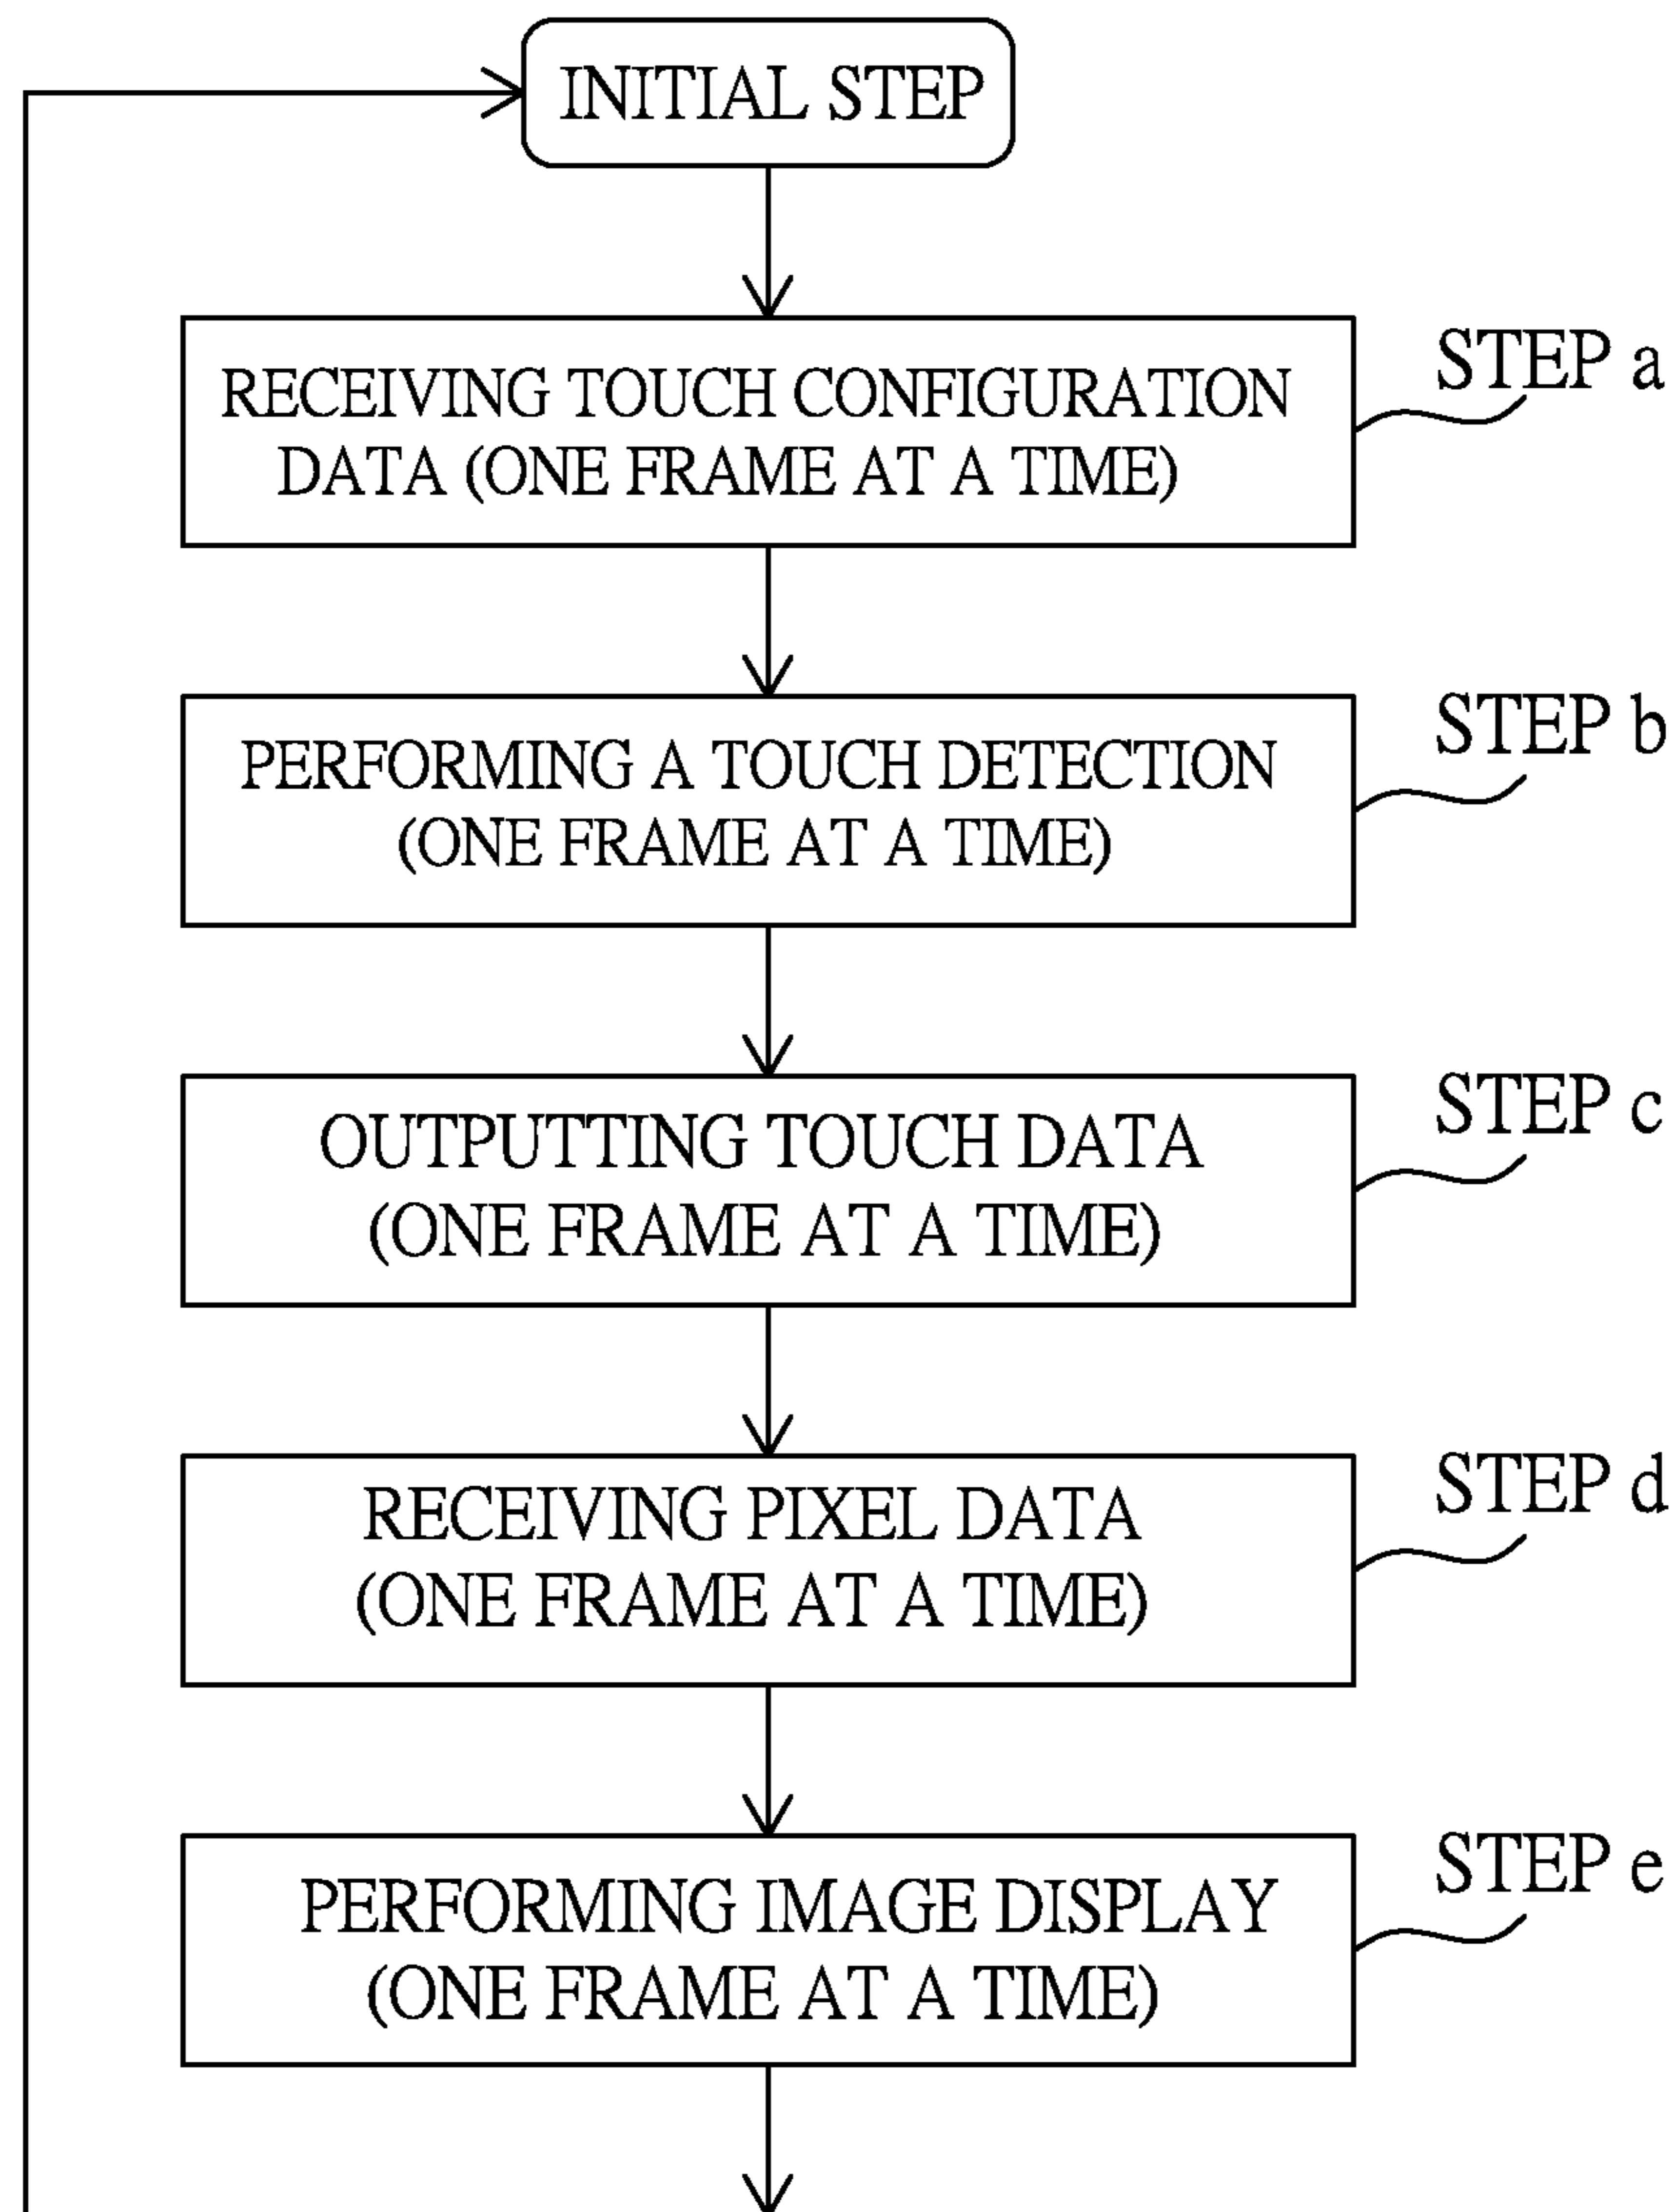 INITIAL STEP
RECEIVING TOUCH CONFIGURATION
DATA (ONE FRAME AT A TIME)
STEP a
PERFORMING A TOUCH DETECTION
(ONE FRAME AT A TIME)
STEP b
OUTPUTTING TOUCH DATA
(ONE FRAME AT A TIME)
STEP c
RECEIVING PIXEL DATA
(ONE FRAME AT A TIME)
STEP d
PERFORMING IMAGE DISPLAY
(ONE FRAME AT A TIME)
STEP e